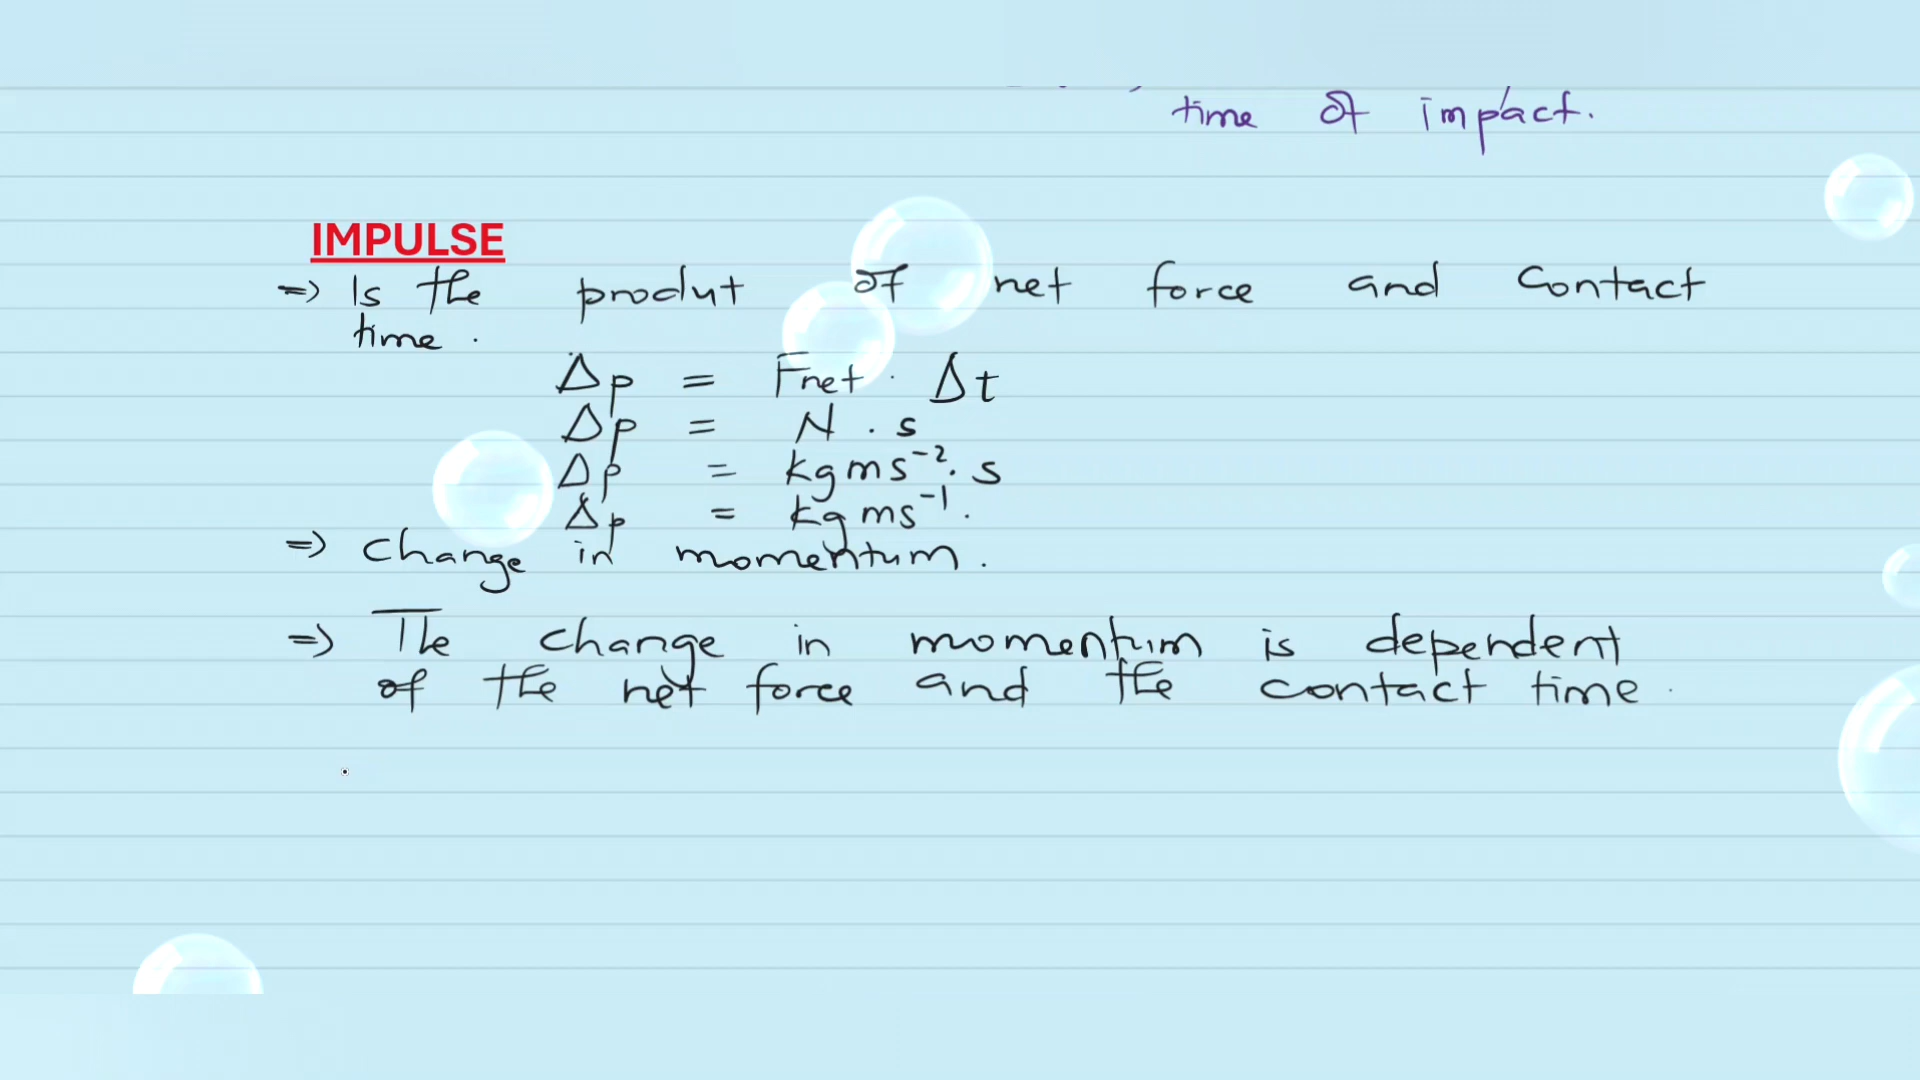 time of impact.
IMPULSE
=> Is the produt of net force and Contact
time.
Δp = Fnet · Δt
Δp = N . s
Δp = kgms⁻². s
Δp = kgms⁻¹.
=> change in momentum.
=> The change in momentum is dependent
of the net force and the contact time.